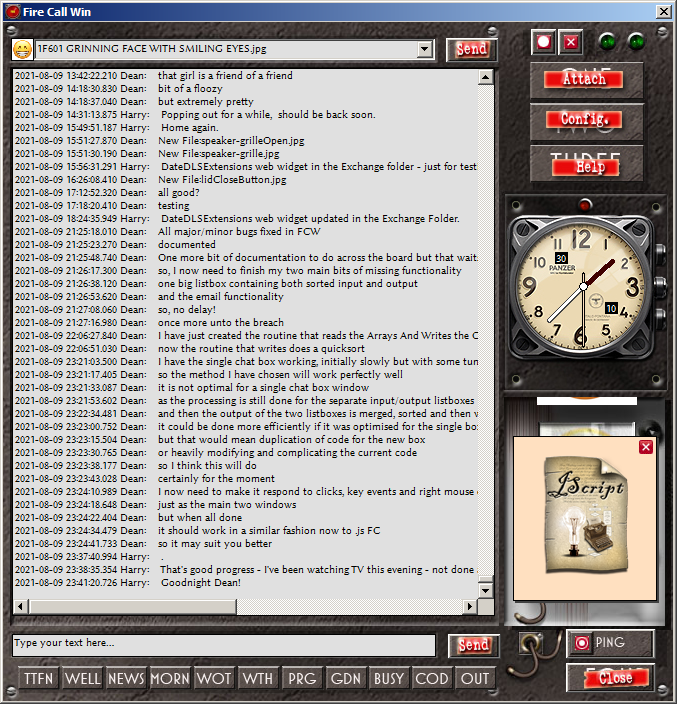 Fire Call Win
1F601 GRINNING FACE WITH SMILING EYES.jpg
Send
2021-08-09 13:42:22.210 Dean: that girl is a friend of a friend
2021-08-09 14:18:30.830 Dean: bit of a floozy
2021-08-09 14:18:37.040 Dean: but extremely pretty
2021-08-09 14:31:13.875 Harry: Popping out for a while, should be back soon.
2021-08-09 15:49:51.187 Harry: Home again.
2021-08-09 15:51:27.870 Dean: New File:speaker-grilleOpen.jpg
2021-08-09 15:51:30.190 Dean: New File:speaker-grille.jpg
2021-08-09 15:56:31.291 Harry: DateDLSExtensions web widget in the Exchange folder - just for test
2021-08-09 16:26:08.410 Dean: New File:lidCloseButton.jpg
2021-08-09 17:12:52.320 Dean: all good?
2021-08-09 17:18:20.410 Dean: testing
2021-08-09 18:24:35.949 Harry: DateDLSExtensions web widget updated in the Exchange Folder.
2021-08-09 21:25:18.010 Dean: All major/minor bugs fixed in FCW
2021-08-09 21:25:23.270 Dean: documented
2021-08-09 21:25:48.740 Dean: One more bit of documentation to do across the board but that wait
2021-08-09 21:26:17.300 Dean: so, I now need to finish my two main bits of missing functionality
2021-08-09 21:26:38.120 Dean: one big listbox containing both sorted input and output
2021-08-09 21:26:53.620 Dean: and the email functionality
2021-08-09 21:27:08.060 Dean: so, no delay!
2021-08-09 21:27:16.980 Dean: once more unto the breach
2021-08-09 22:06:27.840 Dean: I have just created the routine that reads the Arrays And Writes the C
2021-08-09 22:06:51.030 Dean: now the routine that writes does a quicksort
2021-08-09 23:21:03.500 Dean: I have the single chat box working, initially slowly but with some tun
2021-08-09 23:21:17.405 Dean: so the method I have chosen will work perfectly well
2021-08-09 23:21:33.087 Dean: it is not optimal for a single chat box window
2021-08-09 23:21:53.602 Dean: as the processing is still done for the separate input/output listboxes
2021-08-09 23:22:34.481 Dean: and then the output of the two listboxes is merged, sorted and then w
2021-08-09 23:23:00.752 Dean: it could be done more efficiently if it was optimised for the single box
2021-08-09 23:23:15.504 Dean: but that would mean duplication of code for the new box
2021-08-09 23:23:30.765 Dean: or heavily modifying and complicating the current code
2021-08-09 23:23:38.177 Dean: so I think this will do
2021-08-09 23:23:43.028 Dean: certainly for the moment
2021-08-09 23:24:10.989 Dean: I now need to make it respond to clicks, key events and right mouse
2021-08-09 23:24:18.648 Dean: just as the main two windows
2021-08-09 23:24:22.404 Dean: but when all done
2021-08-09 23:24:34.479 Dean: it should work in a similar fashion now to .js FC
2021-08-09 23:24:41.733 Dean: so it may suit you better
2021-08-09 23:37:40.994 Harry: .
2021-08-09 23:38:35.354 Harry: That's good progress - I've been watching TV this evening - not done
2021-08-09 23:41:20.726 Harry: Goodnight Dean!
Type your text here...
Send
TTFN WELL NEWS MORN WOT WTH PRG GDN BUSY COD OUT
Attach
Config.
THREE
Help
12
1
2
3
6
8
9
10
11
30
PANZER
10
JScript
PING
Close